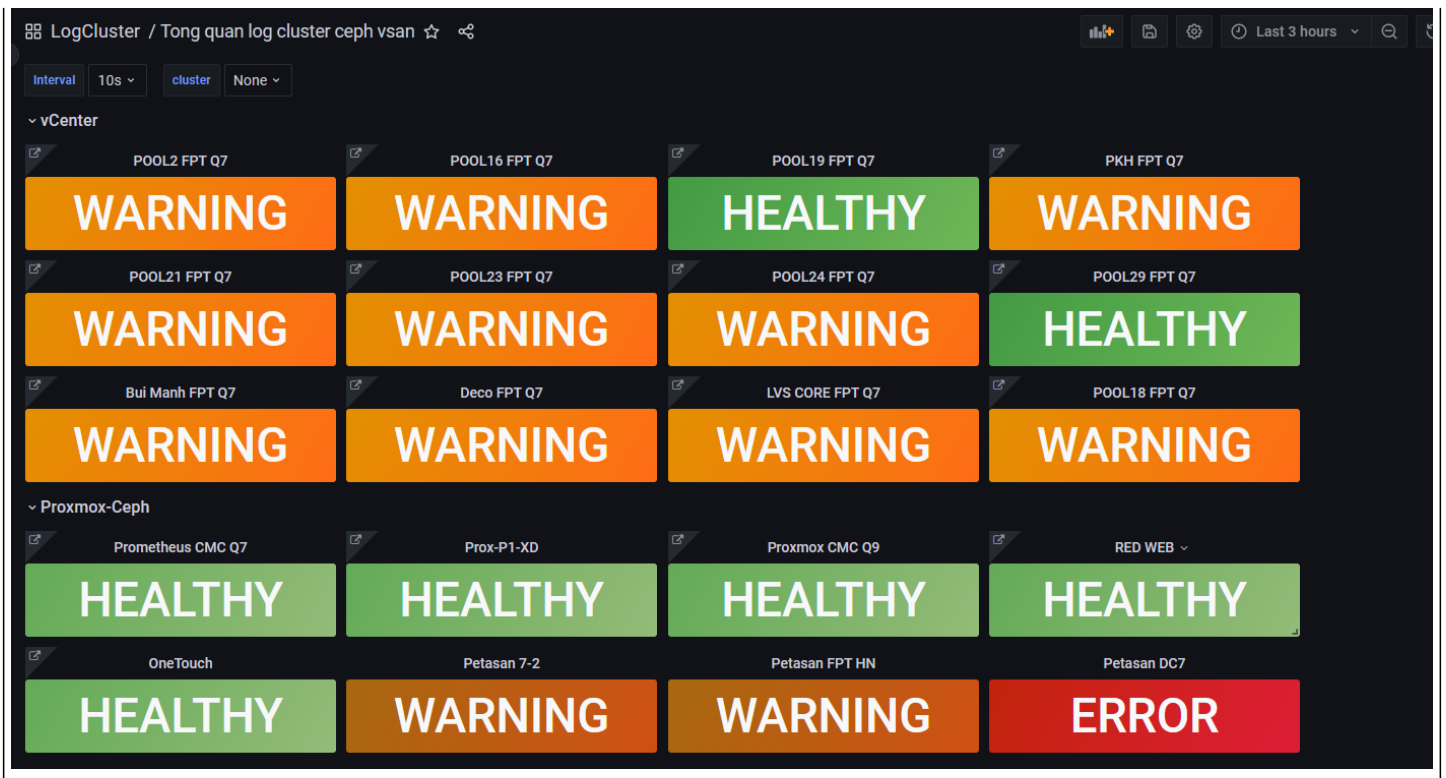 LogCluster / Tong quan log cluster ceph vsan
Last 3 hours
Interval 10s cluster None
vCenter
POOL2 FPT Q7 POOL16 FPT Q7 POOL19 FPT Q7 PKH FPT Q7
WARNING WARNING HEALTHY WARNING
POOL21 FPT Q7 POOL23 FPT Q7 POOL24 FPT Q7 POOL29 FPT Q7
WARNING WARNING WARNING HEALTHY
Bui Manh FPT Q7 Deco FPT Q7 LVS CORE FPT Q7 POOL18 FPT Q7
WARNING WARNING WARNING WARNING
Proxmox-Ceph
Prometheus CMC Q7 Prox-P1-XD Proxmox CMC Q9 RED WEB
HEALTHY HEALTHY HEALTHY HEALTHY
OneTouch Petasan 7-2 Petasan FPT HN Petasan DC7
HEALTHY WARNING WARNING ERROR